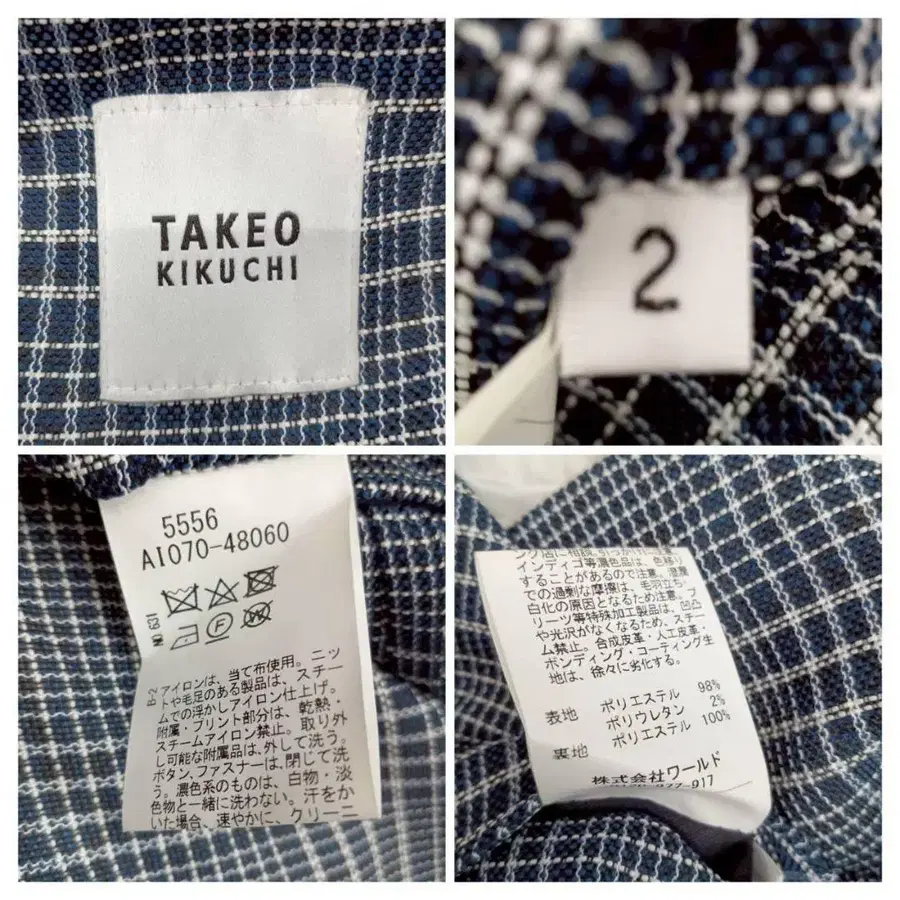 TAKEO
KIKUCHI
2
5556
AI070-48060
アイロンは、当て布使用。ニッ
トや毛足のある製品は、スチー
ムでの浮かしアイロン仕上げ。
附属・プリント部分は、乾熱・
スチームアイロン禁止。取り外
し可能な附属品は、外して洗う。
ボタン、ファスナーは、閉じて洗
う。濃色系のものは、白物・淡
色物と一緒に洗わない。汗をか
いた場合、速やかに、クリーニ
ング店に相談。
インディゴ等濃色品は、色移り
することがあるので注意。湿潤
での過剰な摩擦は、毛羽立ち・
白化の原因となるため注意。プ
リーツ等特殊加工製品は、凹凸
や光沢がなくなるため、スチー
ム禁止。合成皮革・人工皮革・
ボンディング・コーティング生
地は、徐々に劣化する。
表地 ポリエステル 98%
ポリウレタン 2%
裏地 ポリエステル 100%
株式会社ワールド